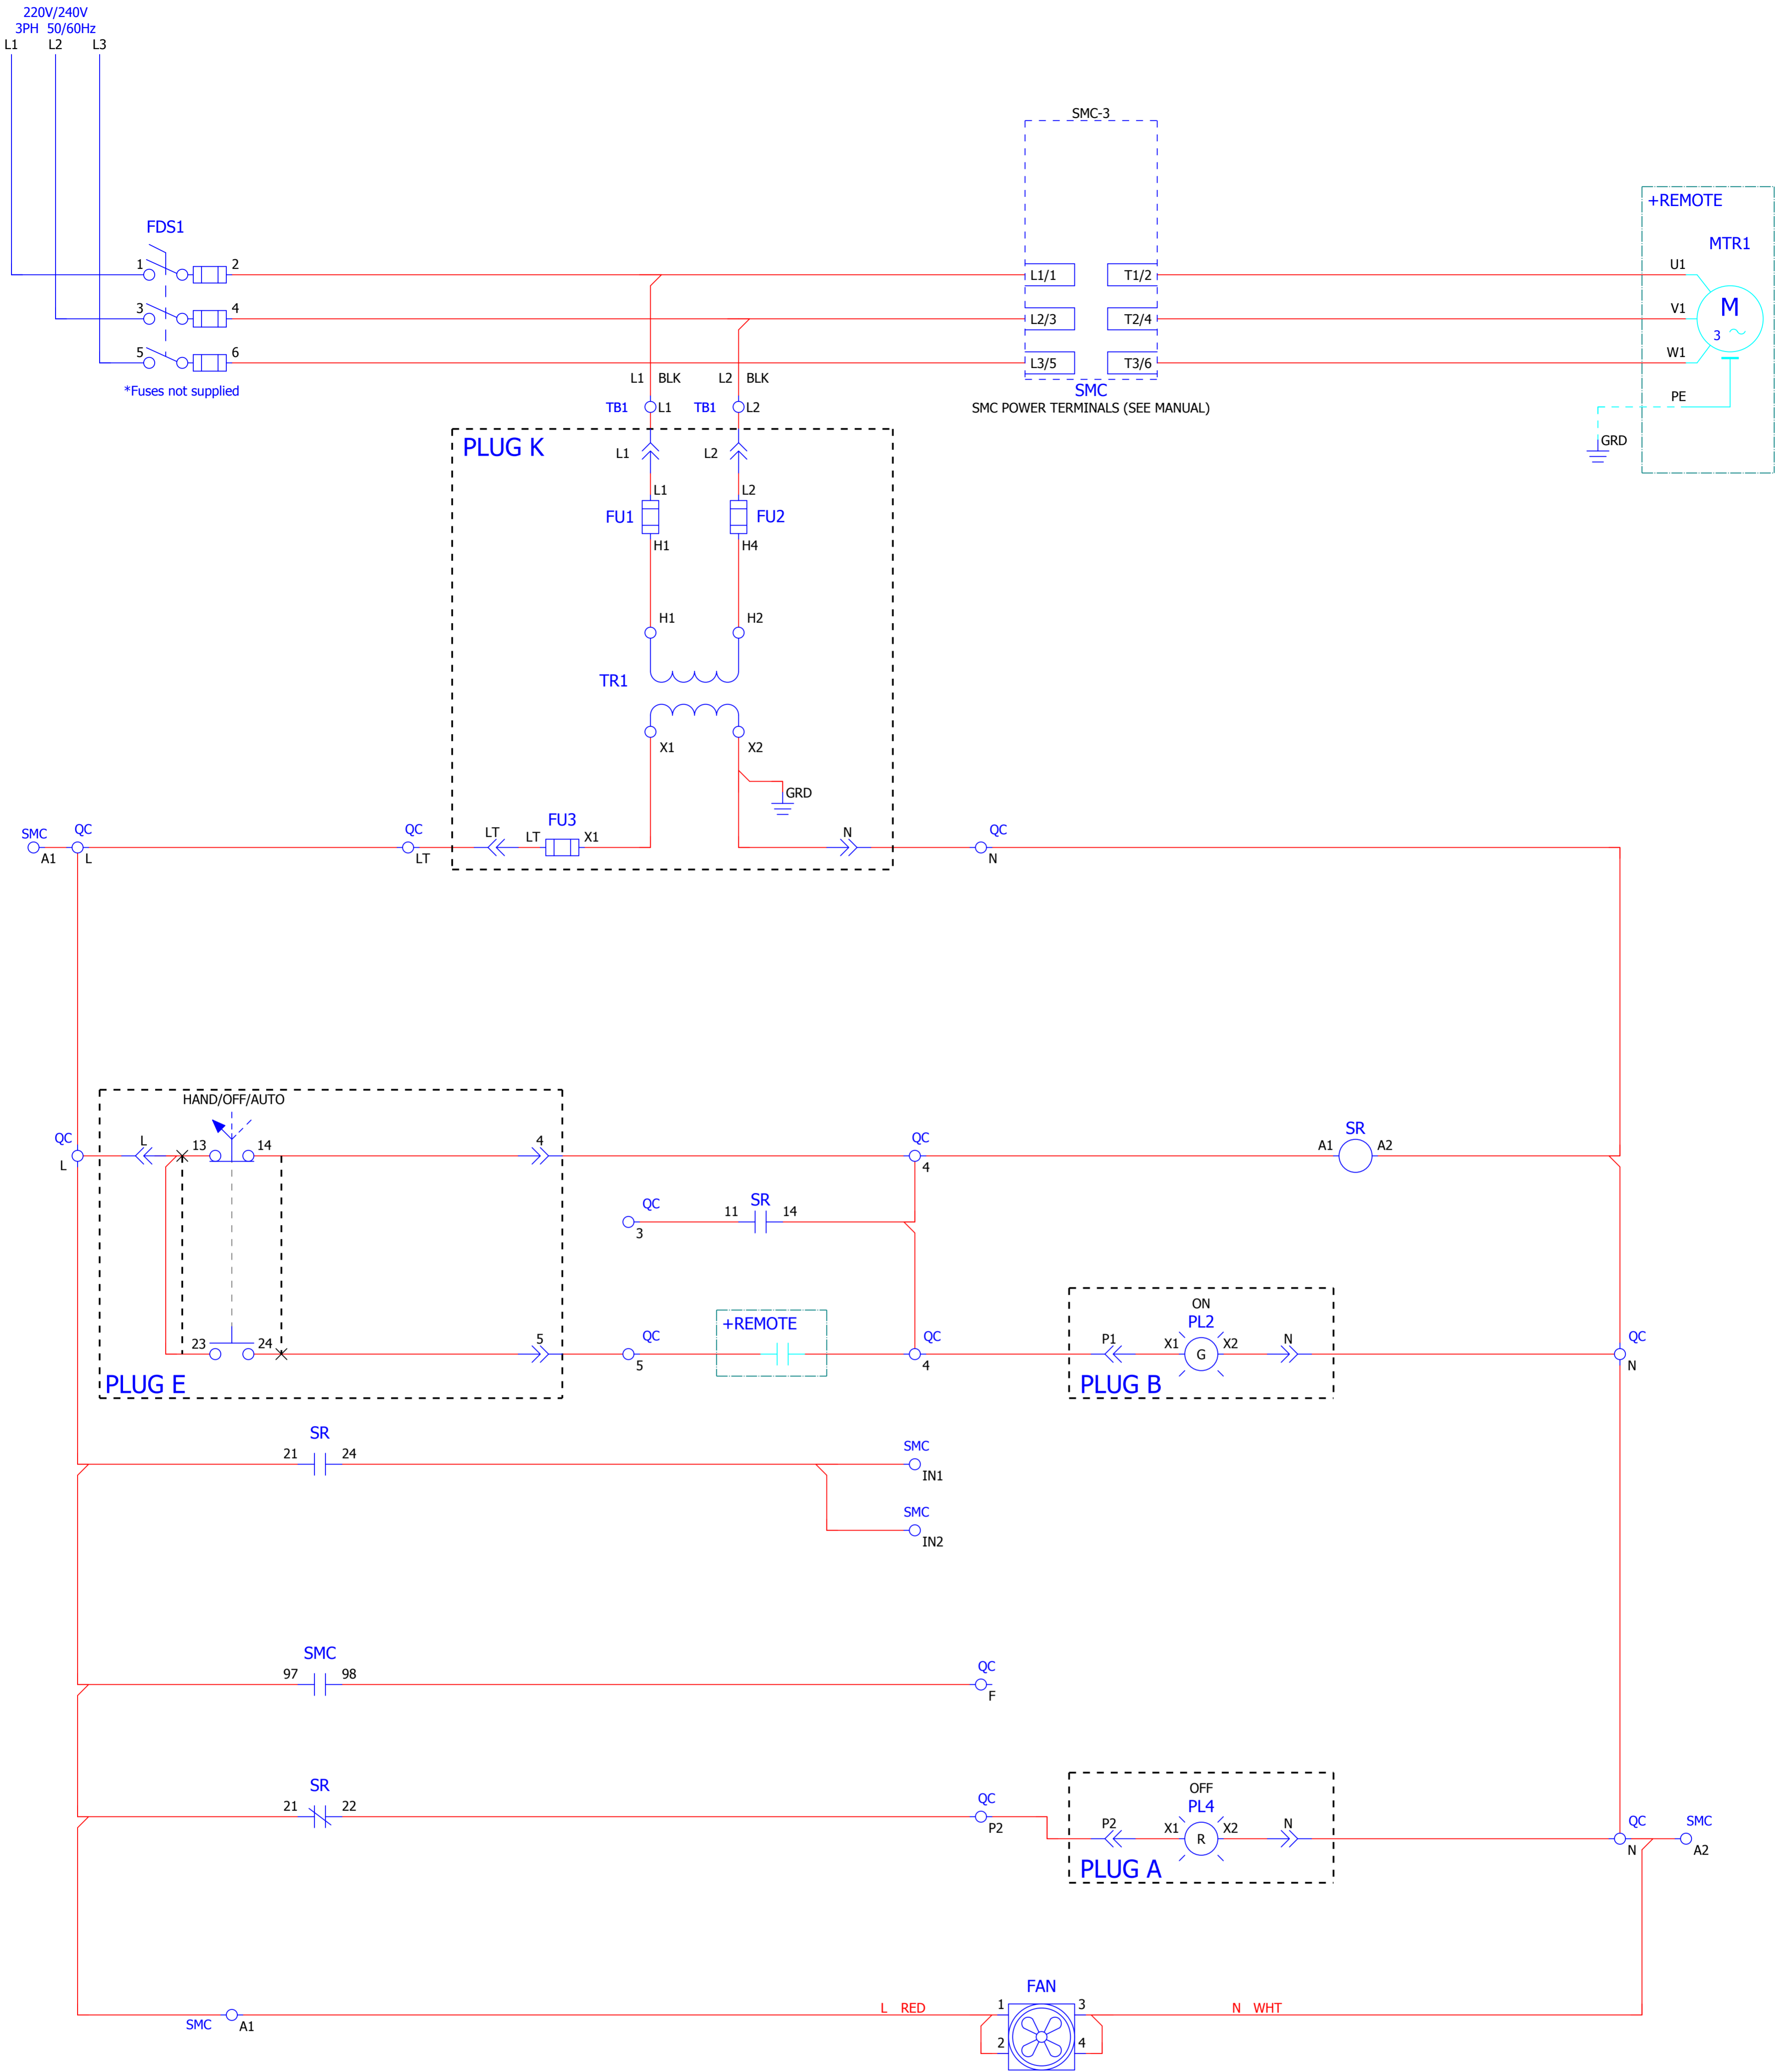 220V/240V
3PH 50/60Hz
L1 L2 L3
SMC-3
+REMOTE
MTR1
FDS1
1 2
L1/1 T1/2
U1
M
3
3 4
L2/3 T2/4
V1
5 6
L3/5 T3/6
W1
*Fuses not supplied
L1 BLK L2 BLK
SMC
SMC POWER TERMINALS (SEE MANUAL)
PE
GRD
TB1 L1 TB1 L2
PLUG K
L1 L2
L1 L2
FU1 FU2
H1 H4
H1 H2
TR1
X1 X2
GRD
SMC
A1
QC
L
QC
LT
LT
LT
FU3
X1
N
QC
N
HAND/OFF/AUTO
QC
L
L
13 14
4
QC
4
SR
A1 A2
QC
3
SR
11 14
23 24
5
PLUG E
QC
5
+REMOTE
QC
4
ON
PL2
P1
X1 G X2
N
PLUG B
QC
N
SR
21 24
SMC
IN1
SMC
IN2
SMC
97 98
QC
F
SR
21 22
QC
P2
OFF
PL4
P2
X1 R X2
N
PLUG A
QC
N
SMC
A2
SMC
A1
L RED
FAN
1 3
2 4
N WHT